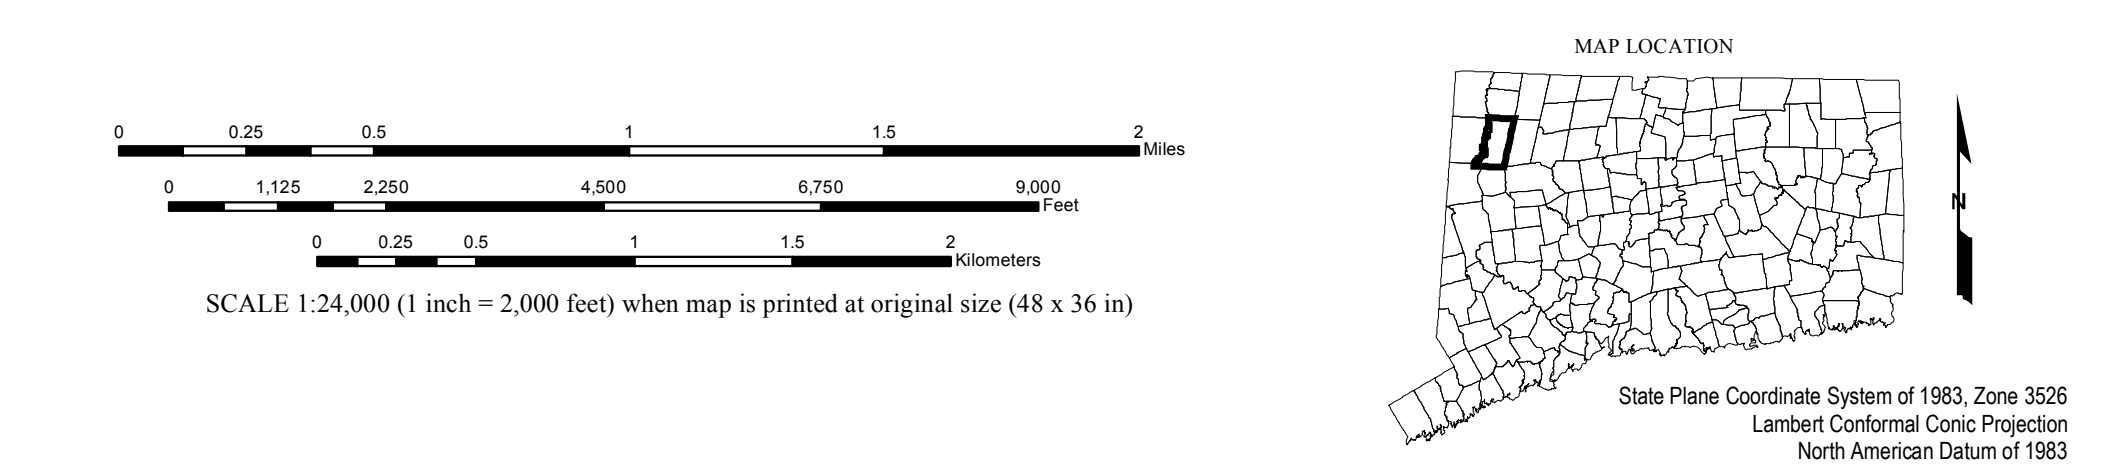 MAP LOCATION
0 0.25 0.5 1 1.5 2
Miles
0 1,125 2,250 4,500 6,750 9,000
Feet
0 0.25 0.5 1 1.5 2
Kilometers
SCALE 1:24,000 (1 inch = 2,000 feet) when map is printed at original size (48 x 36 in)
N
State Plane Coordinate System of 1983, Zone 3526
Lambert Conformal Conic Projection
North American Datum of 1983